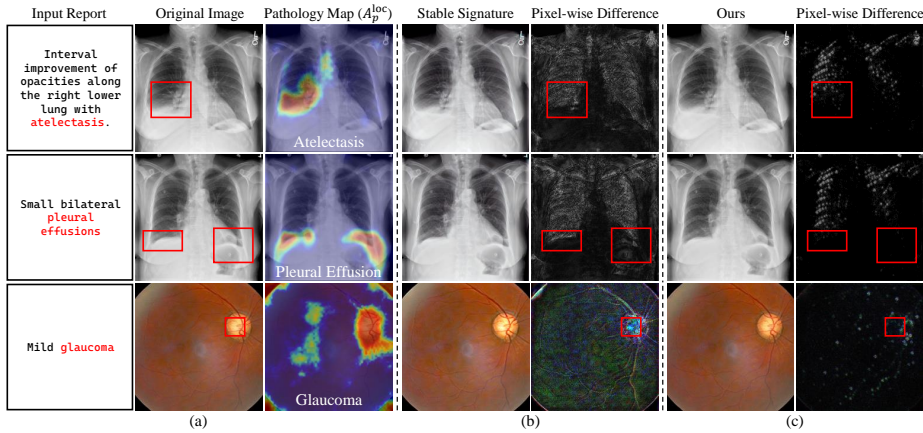 Input Report
Original Image
Pathology Map (A_p^loc)
Stable Signature
Pixel-wise Difference
Ours
Pixel-wise Difference
Interval
improvement of
opacities along
the right lower
lung with
atelectasis.
Atelectasis
Small bilateral
pleural
effusions
Pleural Effusion
Mild glaucoma
Glaucoma
(a)
(b)
(c)